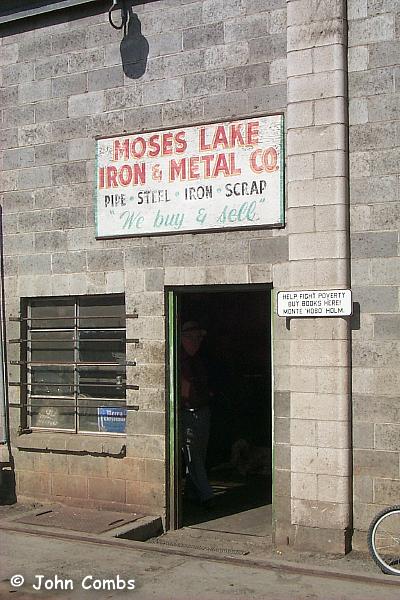 MOSES LAKE
IRON & METAL CO
PIPE · STEEL · IRON · SCRAP
"We buy & sell"
HELP FIGHT POVERTY
BUY BOOKS HERE!
MONTE 'HOBO' HOLM.
© John Combs